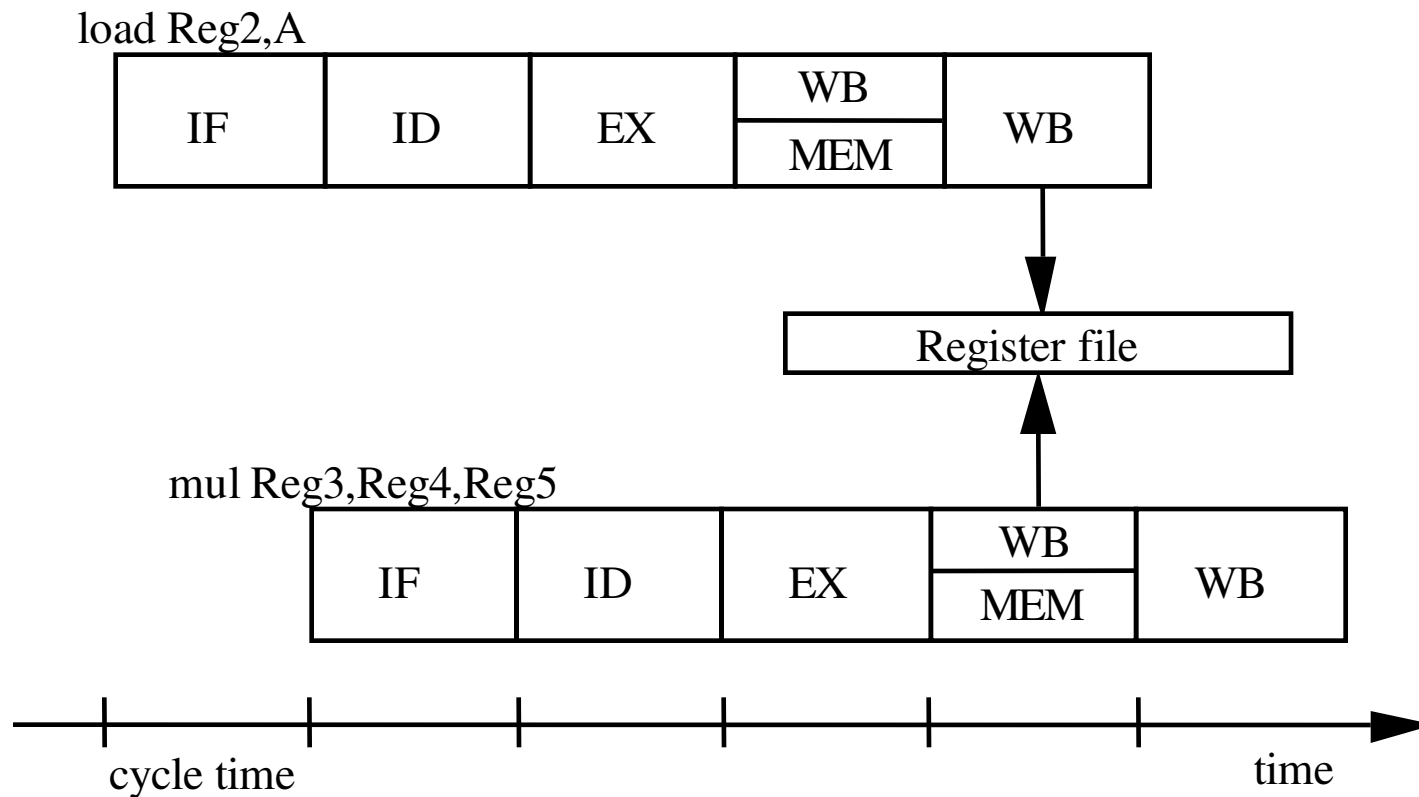 load Reg2,A
IF ID EX WB MEM WB
Register file
mul Reg3,Reg4,Reg5
IF ID EX WB MEM WB
cycle time time